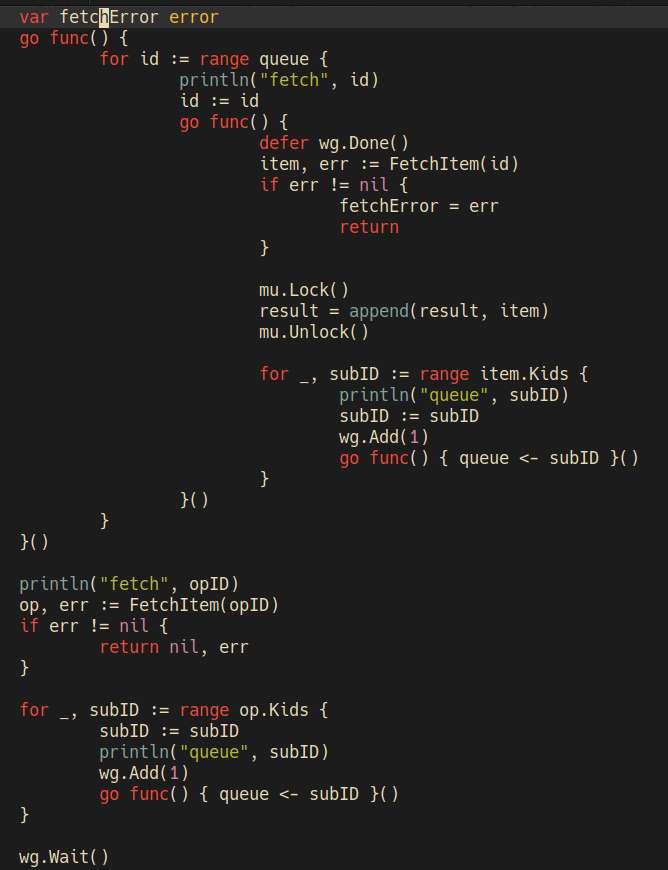 var fetchError error
go func() {
        for id := range queue {
                println("fetch", id)
                id := id
                go func() {
                        defer wg.Done()
                        item, err := FetchItem(id)
                        if err != nil {
                                fetchError = err
                                return
                        }

                        mu.Lock()
                        result = append(result, item)
                        mu.Unlock()

                        for _, subID := range item.Kids {
                                println("queue", subID)
                                subID := subID
                                wg.Add(1)
                                go func() { queue <- subID }()
                        }
                }()
        }
}()

println("fetch", opID)
op, err := FetchItem(opID)
if err != nil {
        return nil, err
}

for _, subID := range op.Kids {
        subID := subID
        println("queue", subID)
        wg.Add(1)
        go func() { queue <- subID }()
}

wg.Wait()